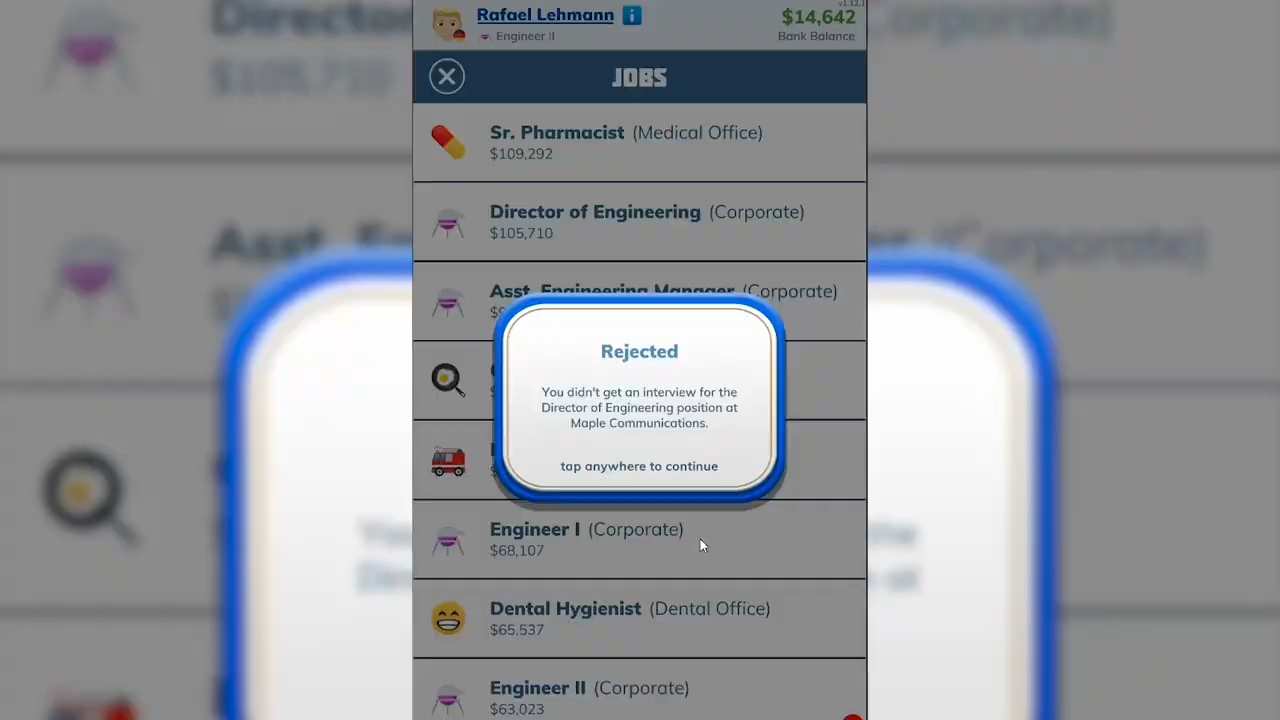 v1.12.1
Rafael Lehmann
$14,642
Engineer II
Bank Balance
JOBS
Sr. Pharmacist (Medical Office)
$109,292
Director of Engineering (Corporate)
$105,710
Asst. Engineering Manager (Corporate)
Rejected
You didn't get an interview for the
Director of Engineering position at
Maple Communications.
tap anywhere to continue
Engineer I (Corporate)
$68,107
Dental Hygienist (Dental Office)
$65,537
Engineer II (Corporate)
$63,023